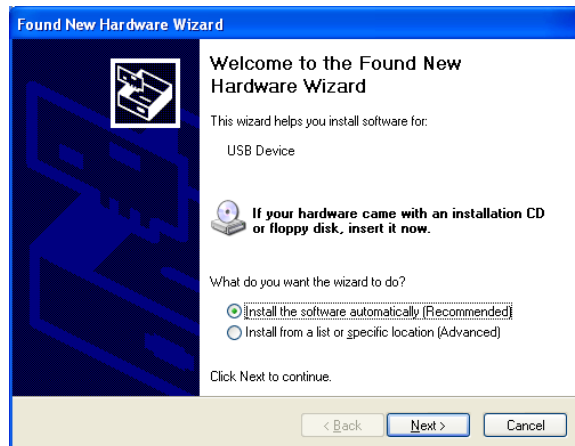 Found New Hardware Wizard
Welcome to the Found New
Hardware Wizard
This wizard helps you install software for:
USB Device
If your hardware came with an installation CD
or floppy disk, insert it now.
What do you want the wizard to do?
Install the software automatically (Recommended)
Install from a list or specific location (Advanced)
Click Next to continue.
< Back
Next >
Cancel